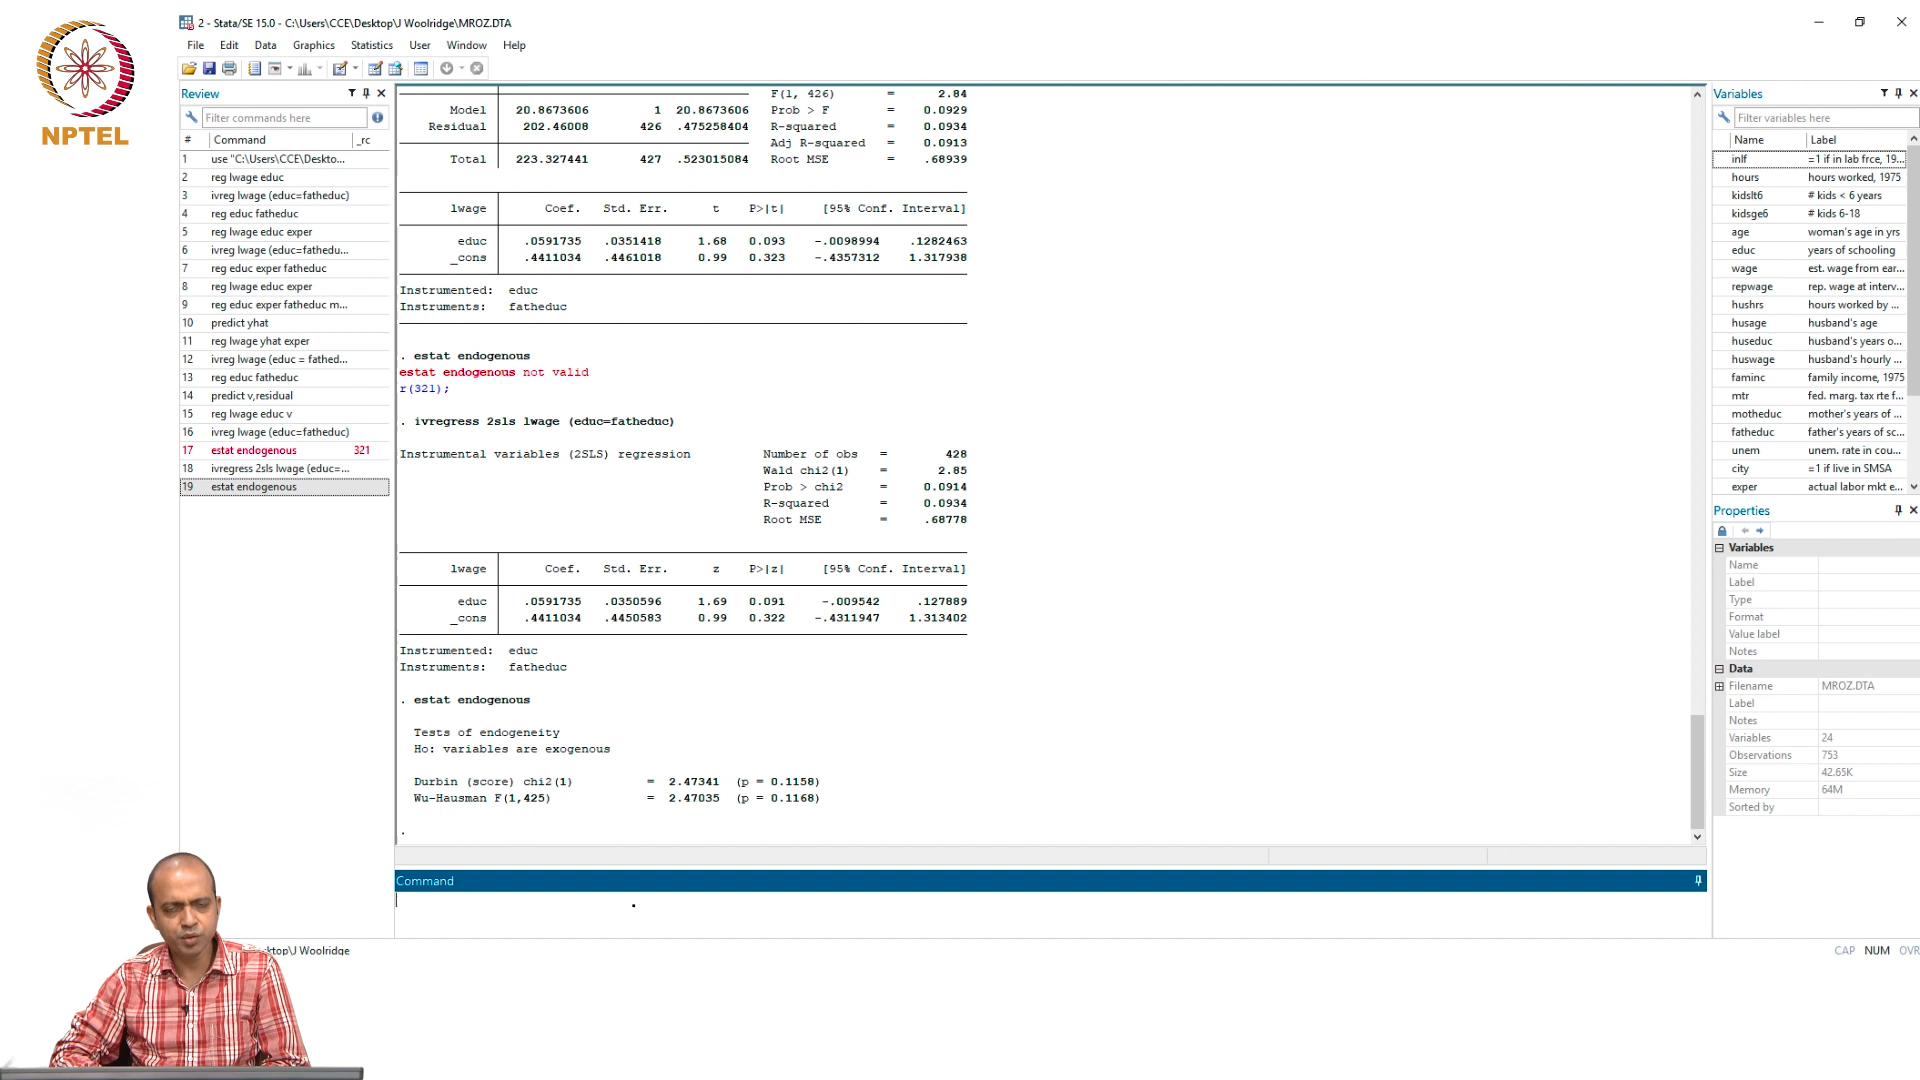 NPTEL
2 - Stata/SE 15.0 - C:\Users\CCE\Desktop\J Woolridge\MROZ.DTA
File Edit Data Graphics Statistics User Window Help
Review
Filter commands here
# Command _rc
1 use "C:\Users\CCE\Deskto...
2 reg lwage educ
3 ivreg lwage (educ=fatheduc)
4 reg educ fatheduc
5 reg lwage educ exper
6 ivreg lwage (educ=fathedu...
7 reg educ exper fatheduc
8 reg lwage educ exper
9 reg educ exper fatheduc m...
10 predict yhat
11 reg lwage yhat exper
12 ivreg lwage (educ = fathed...
13 reg educ fatheduc
14 predict v,residual
15 reg lwage educ v
16 ivreg lwage (educ=fatheduc)
17 estat endogenous 321
18 ivregress 2sls lwage (educ=...
19 estat endogenous
F(1, 426) = 2.84
Model 20.8673606 1 20.8673606 Prob > F = 0.0929
Residual 202.46008 426 .475258404 R-squared = 0.0934
Adj R-squared = 0.0913
Total 223.327441 427 .523015084 Root MSE = .68939
lwage Coef. Std. Err. t P>|t| [95% Conf. Interval]
educ .0591735 .0351418 1.68 0.093 -.0098994 .1282463
_cons .4411034 .4461018 0.99 0.323 -.4357312 1.317938
Instrumented: educ
Instruments: fatheduc
. estat endogenous
estat endogenous not valid
r(321);
. ivregress 2sls lwage (educ=fatheduc)
Instrumental variables (2SLS) regression Number of obs = 428
Wald chi2(1) = 2.85
Prob > chi2 = 0.0914
R-squared = 0.0934
Root MSE = .68778
lwage Coef. Std. Err. z P>|z| [95% Conf. Interval]
educ .0591735 .0350596 1.69 0.091 -.009542 .127889
_cons .4411034 .4450583 0.99 0.322 -.4311947 1.313402
Instrumented: educ
Instruments: fatheduc
. estat endogenous
Tests of endogeneity
Ho: variables are exogenous
Durbin (score) chi2(1) = 2.47341 (p = 0.1158)
Wu-Hausman F(1,425) = 2.47035 (p = 0.1168)
.
Command
ktop\J Woolridge
Variables
Filter variables here
Name Label
inlf =1 if in lab frce, 19...
hours hours worked, 1975
kidslt6 # kids < 6 years
kidsge6 # kids 6-18
age woman's age in yrs
educ years of schooling
wage est. wage from ear...
repwage rep. wage at interv...
hushrs hours worked by ...
husage husband's age
huseduc husband's years o...
huswage husband's hourly ...
faminc family income, 1975
mtr fed. marg. tax rte f...
motheduc mother's years of ...
fatheduc father's years of sc...
unem unem. rate in cou...
city =1 if live in SMSA
exper actual labor mkt e...
Properties
Variables
Name
Label
Type
Format
Value label
Notes
Data
Filename MROZ.DTA
Label
Notes
Variables 24
Observations 753
Size 42.65K
Memory 64M
Sorted by
CAP NUM OVR